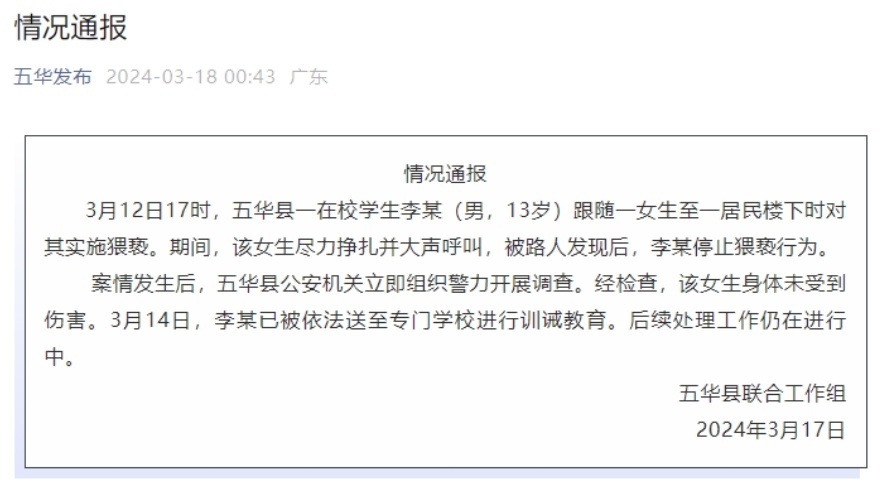 情况通报
五华发布 2024-03-18 00:43 广东
情况通报
3月12日17时，五华县一在校学生李某（男，13岁）跟随一女生至一居民楼下时对
其实施猥亵。期间，该女生尽力挣扎并大声呼叫，被路人发现后，李某停止猥亵行为。
案情发生后，五华县公安机关立即组织警力开展调查。经检查，该女生身体未受到
伤害。3月14日，李某已被依法送至专门学校进行训诫教育。后续处理工作仍在进行
中。
五华县联合工作组
2024年3月17日